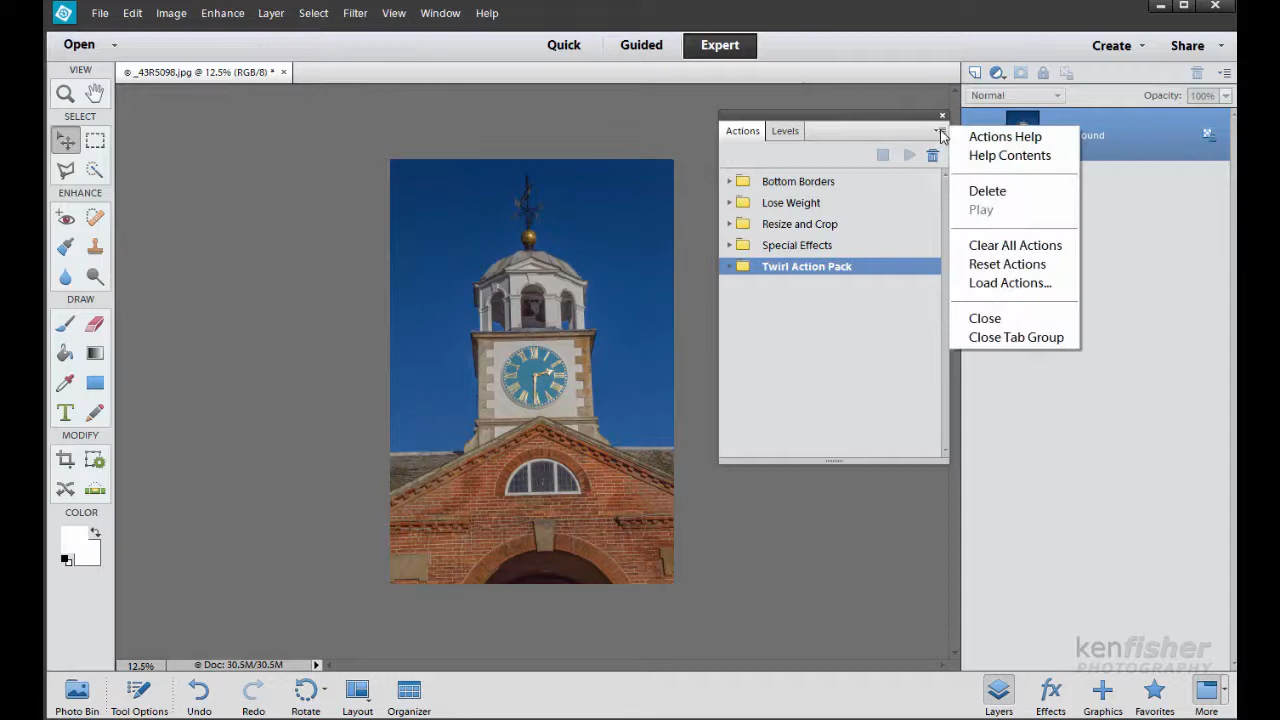 File Edit Image Enhance Layer Select Filter View Window Help
Open Quick Guided Expert Create Share
VIEW
_43R5098.jpg @ 12.5% (RGB/8) *
Normal Opacity: 100%
SELECT
Actions Levels
ound
Actions Help
Help Contents
Delete
Play
Clear All Actions
Reset Actions
Load Actions...
Close
Close Tab Group
Bottom Borders
Lose Weight
Resize and Crop
Special Effects
Twirl Action Pack
ENHANCE
DRAW
MODIFY
COLOR
kenfisher
PHOTOGRAPHY
12.5% Doc: 30.5M/30.5M
Photo Bin Tool Options Undo Redo Rotate Layout Organizer Layers Effects Graphics Favorites More